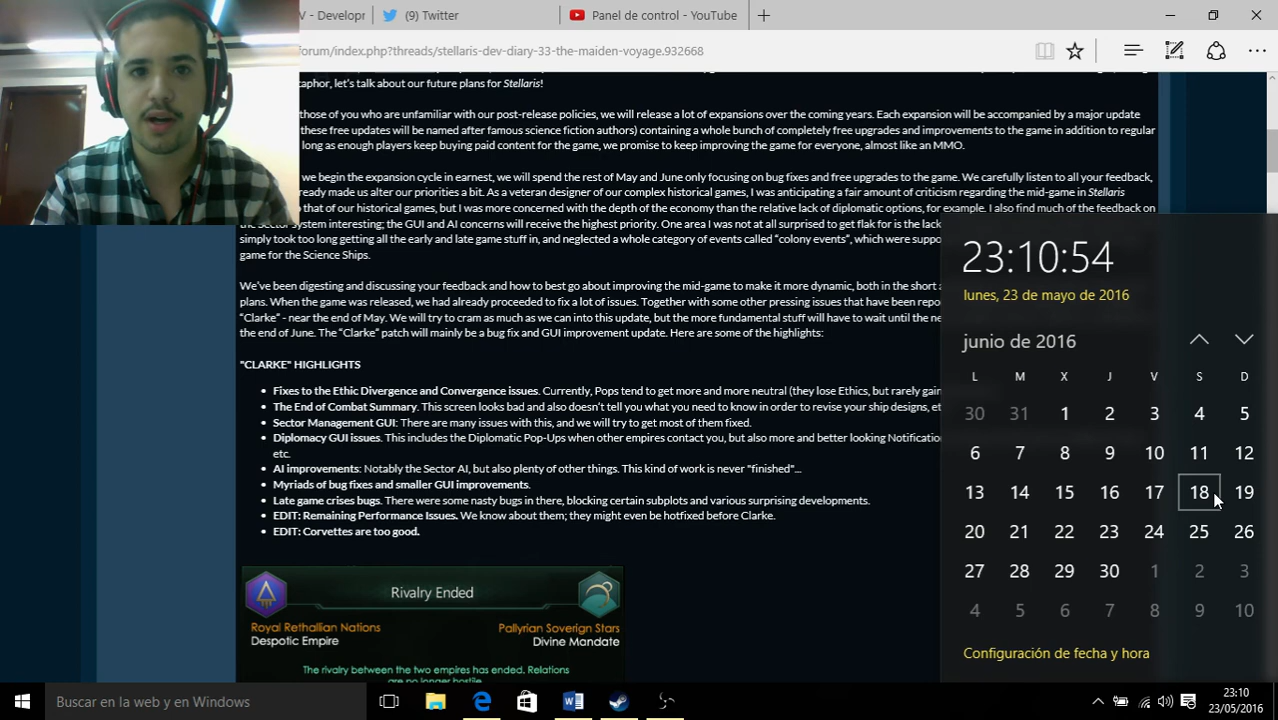 V - Developr
(9) Twitter
Panel de control - YouTube
forum/index.php?threads/stellaris-dev-diary-33-the-maiden-voyage.932668
aphor, let's talk about our future plans for Stellaris!
those of you who are unfamiliar with our post-release policies, we will release a lot of expansions over the coming years. Each expansion will be accompanied by a major update
these free updates will be named after famous science fiction authors) containing a whole bunch of completely free upgrades and improvements to the game in addition to regular
long as enough players keep buying paid content for the game, we promise to keep improving the game for everyone, almost like an MMO.
we begin the expansion cycle in earnest, we will spend the rest of May and June only focusing on bug fixes and free upgrades to the game. We carefully listen to all your feedback,
ready made us alter our priorities a bit. As a veteran designer of our complex historical games, I was anticipating a fair amount of criticism regarding the mid-game in Stellaris
that of our historical games, but I was more concerned with the depth of the economy than the relative lack of diplomatic options, for example. I also find much of the feedback on
the Sector system interesting; the GUI and AI concerns will receive the highest priority. One area I was not at all surprised to get flak for is the lack
simply took too long getting all the early and late game stuff in, and neglected a whole category of events called "colony events", which were suppo
game for the Science Ships.
We've been digesting and discussing your feedback and how to best go about improving the mid-game to make it more dynamic, both in the short a
plans. When the game was released, we had already proceeded to fix a lot of issues. Together with some other pressing issues that have been repo
"Clarke" - near the end of May. We will try to cram as much as we can into this update, but the more fundamental stuff will have to wait until the ne
the end of June. The "Clarke" patch will mainly be a bug fix and GUI improvement update. Here are some of the highlights:
"CLARKE" HIGHLIGHTS
Fixes to the Ethic Divergence and Convergence issues. Currently, Pops tend to get more and more neutral (they lose Ethics, but rarely gain
The End of Combat Summary. This screen looks bad and also doesn't tell you what you need to know in order to revise your ship designs, et
Sector Management GUI: There are many issues with this, and we will try to get most of them fixed.
Diplomacy GUI issues. This includes the Diplomatic Pop-Ups when other empires contact you, but also more and better looking Notification
etc.
AI improvements: Notably the Sector AI, but also plenty of other things. This kind of work is never "finished"...
Myriads of bug fixes and smaller GUI improvements.
Late game crises bugs. There were some nasty bugs in there, blocking certain subplots and various surprising developments.
EDIT: Remaining Performance Issues. We know about them; they might even be hotfixed before Clarke.
EDIT: Corvettes are too good.
Rivalry Ended
Royal Rethallian Nations
Despotic Empire
Pallyrian Soverign Stars
Divine Mandate
The rivalry between the two empires has ended. Relations
are no longer hostile.
23:10:54
lunes, 23 de mayo de 2016
junio de 2016
L M X J V S D
30 31 1 2 3 4 5
6 7 8 9 10 11 12
13 14 15 16 17 18 19
20 21 22 23 24 25 26
27 28 29 30 1 2 3
4 5 6 7 8 9 10
Configuración de fecha y hora
Buscar en la web y en Windows
23:10
23/05/2016